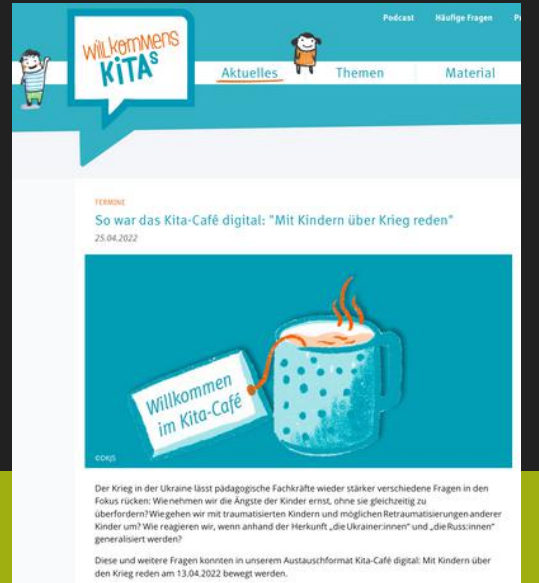 Podcast Häufige Fragen
WillkommENS
KiTAs
Aktuelles Themen Material
TERMINE
So war das Kita-Café digital: "Mit Kindern über Krieg reden"
25.04.2022
Willkommen
im Kita-Café
©DKJS
Der Krieg in der Ukraine lässt pädagogische Fachkräfte wieder stärker verschiedene Fragen in den
Fokus rücken: Wie nehmen wir die Ängste der Kinder ernst, ohne sie gleichzeitig zu
überfordern? Wie gehen wir mit traumatisierten Kindern und möglichen Retraumatisierungen anderer
Kinder um? Wie reagieren wir, wenn anhand der Herkunft „die Ukrainer:innen" und „die Russ:innen"
generalisiert werden?
Diese und weitere Fragen konnten in unserem Austauschformat Kita-Café digital: Mit Kindern über
den Krieg reden am 13.04.2022 bewegt werden.